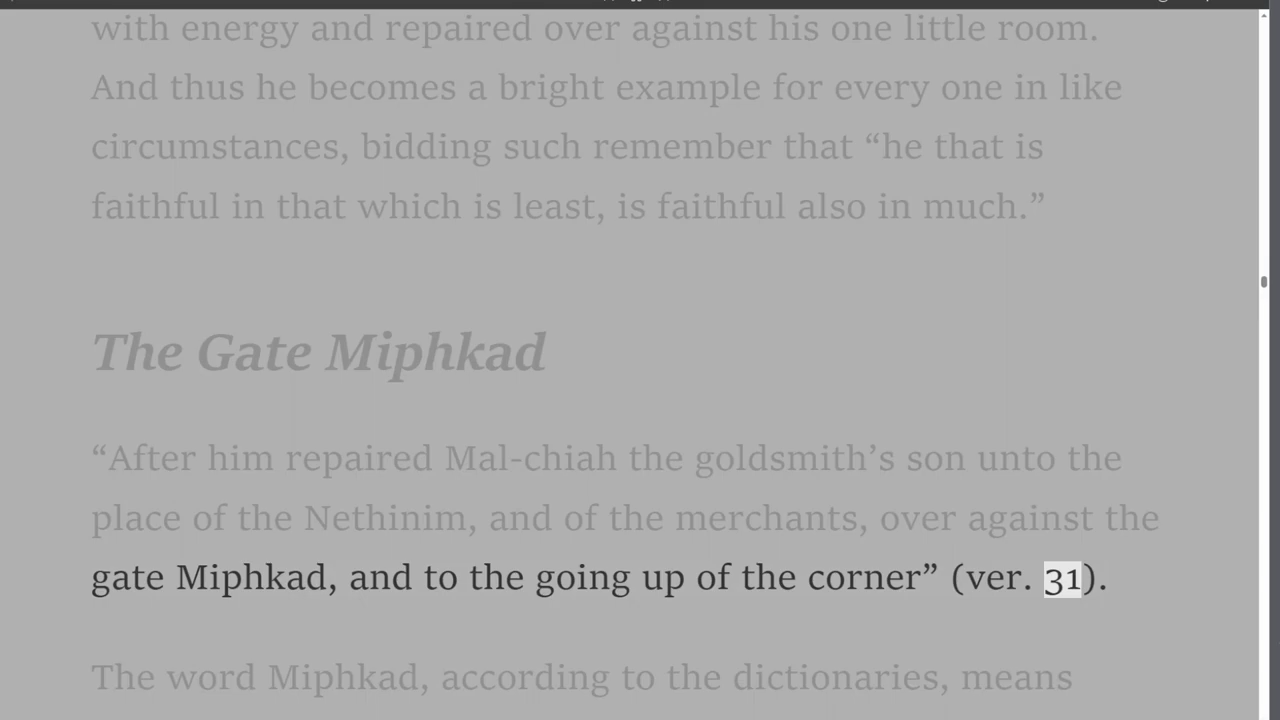 with energy and repaired over against his one little room.
And thus he becomes a bright example for every one in like
circumstances, bidding such remember that “he that is
faithful in that which is least, is faithful also in much.”
The Gate Miphkad
“After him repaired Mal-chiah the goldsmith’s son unto the
place of the Nethinim, and of the merchants, over against the
gate Miphkad, and to the going up of the corner” (ver. 31).
The word Miphkad, according to the dictionaries, means